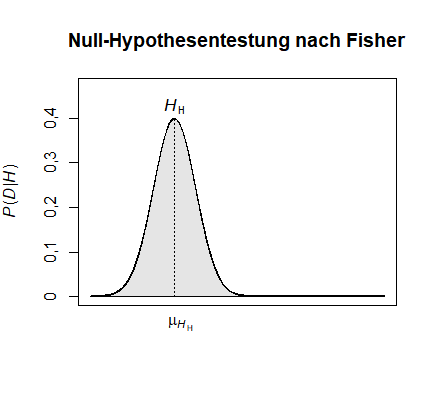 Null-Hypothesentestung nach Fisher
H_H
P(D|H)
0,4
0,3
0,2
0,1
0
μ_{H_H}